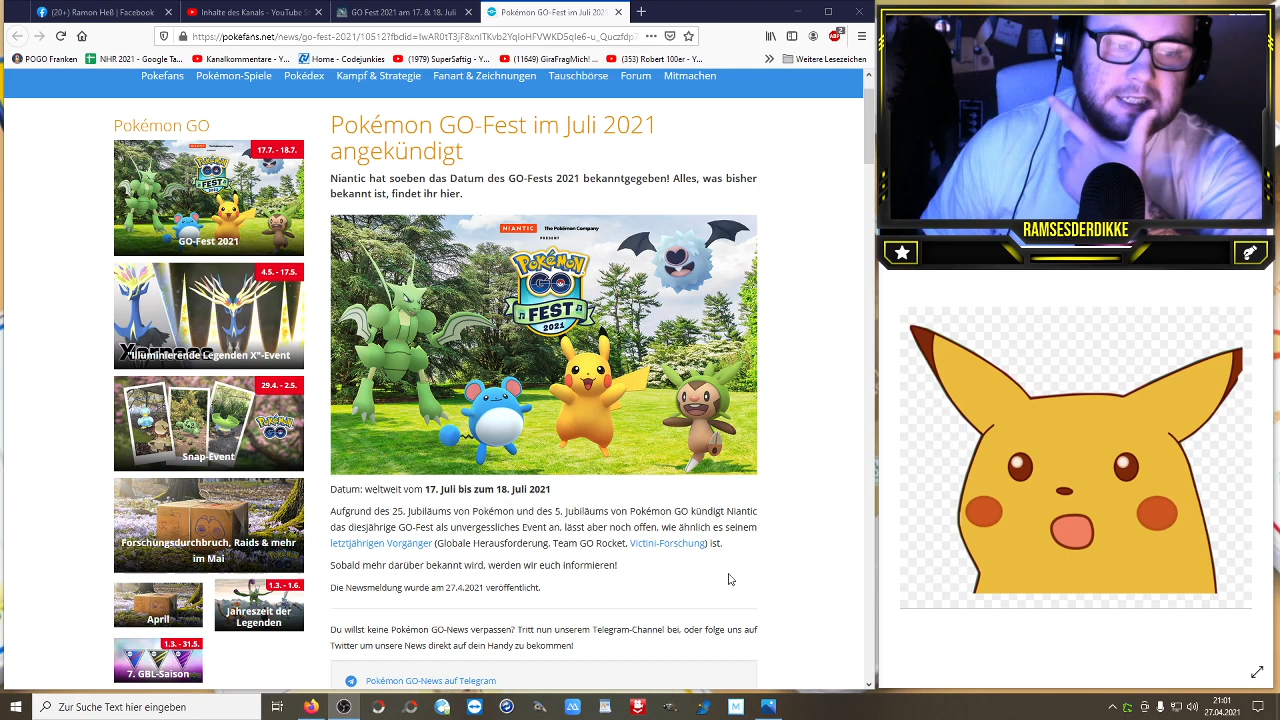 (20+) Ramn Heß | Facebook
Inhalte des Kanals - YouTube S
GO Fest 2021 am 17. & 18. Juli
Pokémon GO-Fest im Juli 2021
https://pokefans.net/news/go-fest-2021/10512?fbdid=IwAR0tT3jF8xnITKvb2YqIoHFVWKD5qIe6-u_Quczfdp7
POGO Franken
NHR 2021 - Google Ta...
Kanalkommentare - Y...
Home - Codejunkies
(1979) SuperSaftig - Y...
(11649) GiraFragMich! ...
(353) Robert 100er - Y...
Weitere Lesezeichen
Pokefans Pokémon-Spiele Pokédex Kampf & Strategie Fanart & Zeichnungen Tauschbörse Forum Mitmachen
Pokémon GO
17.7. - 18.7.
POKÉMON
GO
FEST
2021
GO-Fest 2021
4.5. - 17.5.
"Illuminierende Legenden X"-Event
29.4. - 2.5.
POKÉMON
GO
Snap-Event
Forschungsdurchbruch, Raids & mehr
im Mai
April
1.3. - 1.6.
Jahreszeit der
Legenden
1.3. - 31.5.
7. GBL-Saison
Pokémon GO-Fest im Juli 2021
angekündigt
Niantic hat soeben das Datum des GO-Fests 2021 bekanntgegeben! Alles, was bisher
bekannt ist, findet ihr hier.
NIANTIC The Pokémon Company
PRESENT
POKÉMON
GO
FEST
2021
Datum: weltweit vom 17. Juli bis zum 18. Juli 2021
Aufgrund des 25. Jubiläums von Pokémon und des 5. Jubiläums von Pokémon GO kündigt Niantic
das diesjährige GO-Fest als unvergessliches Event an, lässt aber noch offen, wie ähnlich es seinem
letztjährigen Vorgänger (Globale Herausforderung, Team GO Rocket, Victini-Forschung) ist.
Sobald mehr darüber bekannt wird, werden wir euch informieren!
Die Newsmeldung wurde am 27.4.2021 veröffentlicht.
Du willst keine Pokémon GO-News verpassen? Tritt nun unserem Telegram-Channel bei, oder folge uns auf
Twitter um unsere News direkt auf dein Handy zu bekommen!
Pokémon GO-News auf Telegram
RAMSESDERDIKKE
Zur Suche Text hier eingeben
21:01
27.04.2021